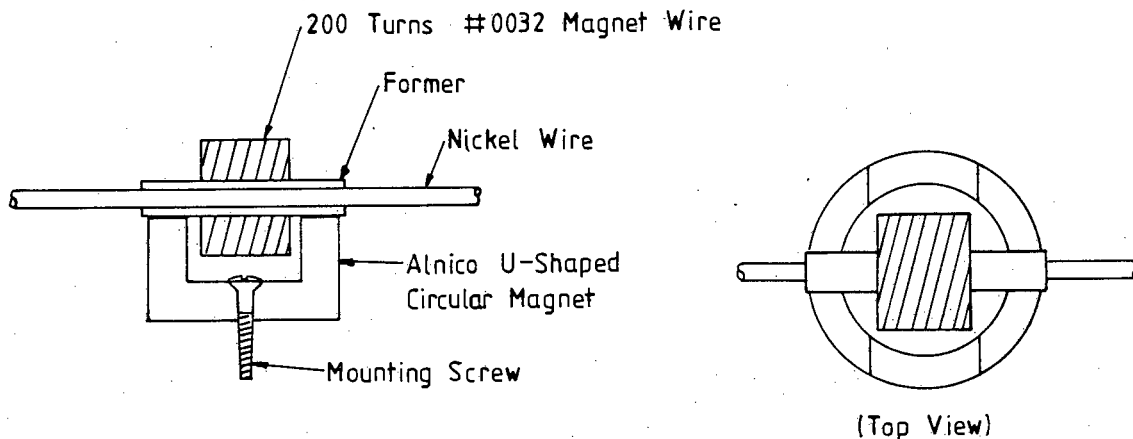 200 Turns #0032 Magnet Wire
Former
Nickel Wire
Alnico U-Shaped
Circular Magnet
Mounting Screw
(Top View)